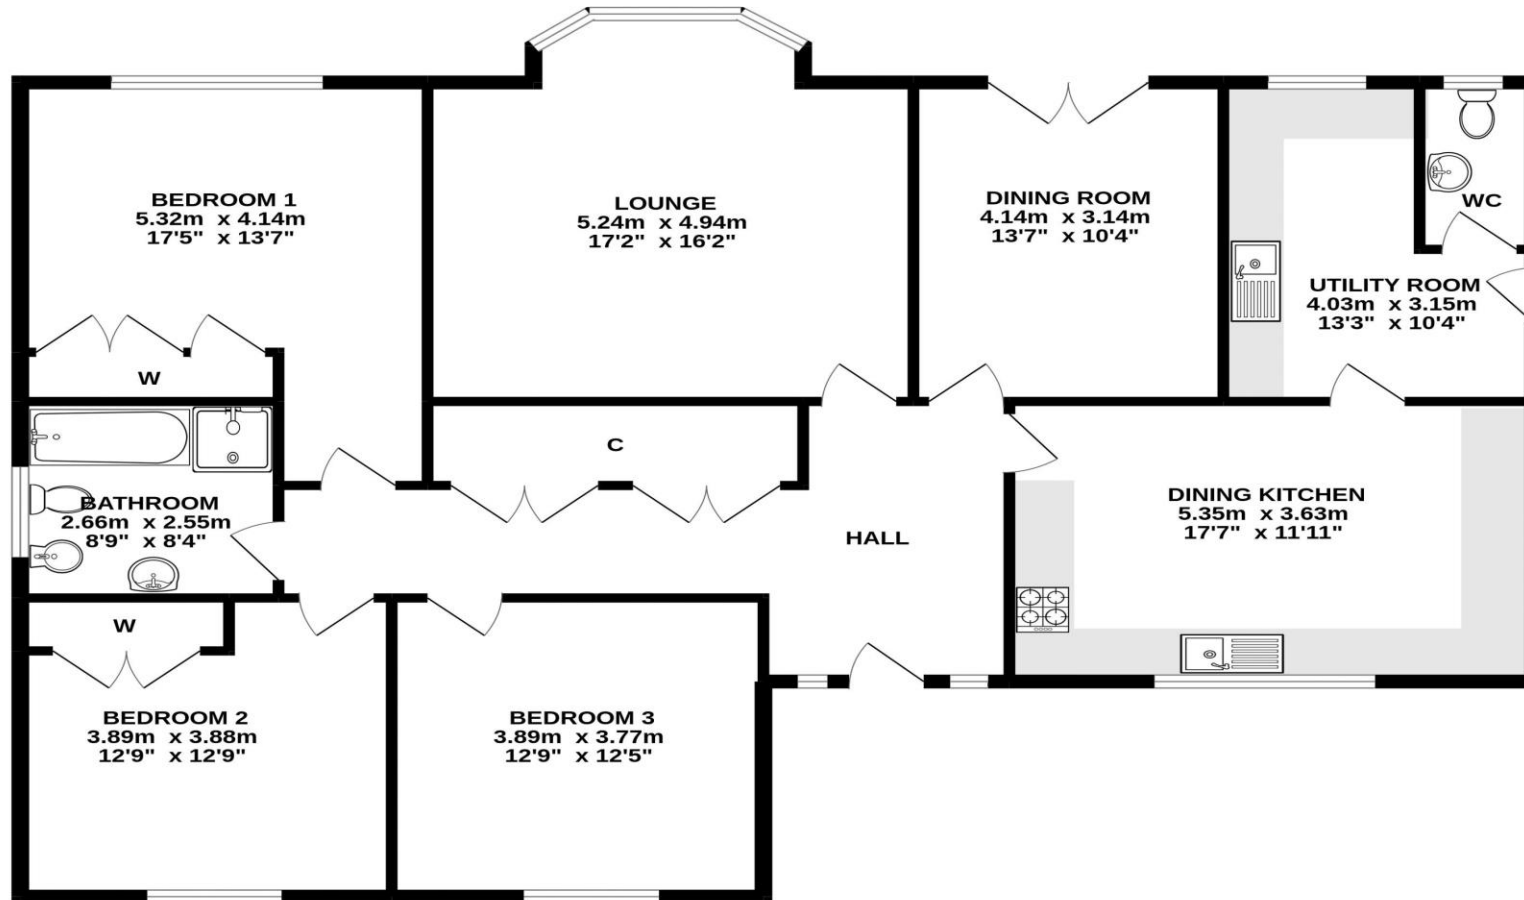 BEDROOM 1
5.32m x 4.14m
17'5" x 13'7"
LOUNGE
5.24m x 4.94m
17'2" x 16'2"
DINING ROOM
4.14m x 3.14m
13'7" x 10'4"
WC
UTILITY ROOM
4.03m x 3.15m
13'3" x 10'4"
W
C
BATHROOM
2.66m x 2.55m
8'9" x 8'4"
HALL
DINING KITCHEN
5.35m x 3.63m
17'7" x 11'11"
W
BEDROOM 2
3.89m x 3.88m
12'9" x 12'9"
BEDROOM 3
3.89m x 3.77m
12'9" x 12'5"